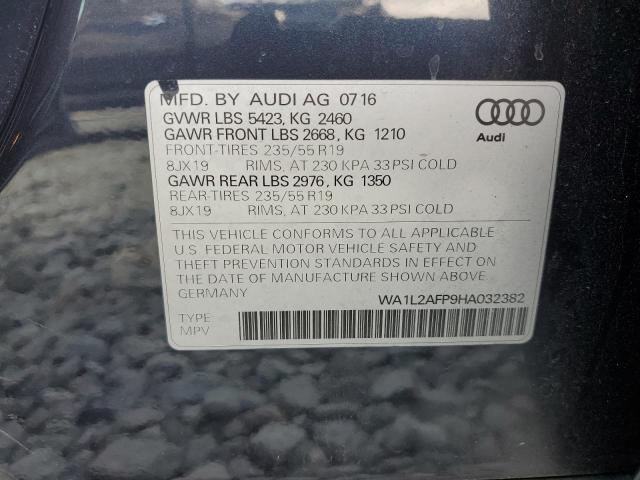 MFD. BY AUDI AG 07 16
GVWR LBS 5423, KG 2460
GAWR FRONT LBS 2668, KG 1210
FRONT-TIRES 235/55 R19
8JX19 RIMS, AT 230 KPA 33 PSI COLD
GAWR REAR LBS 2976, KG 1350
REAR-TIRES 235/55 R19
8JX19 RIMS, AT 230 KPA 33 PSI COLD
Audi
THIS VEHICLE CONFORMS TO ALL APPLICABLE
U.S. FEDERAL MOTOR VEHICLE SAFETY AND
THEFT PREVENTION STANDARDS IN EFFECT ON
THE DATE OF MANUFACTURE SHOWN ABOVE.
GERMANY
WA1L2AFP9HA032382
TYPE
MPV